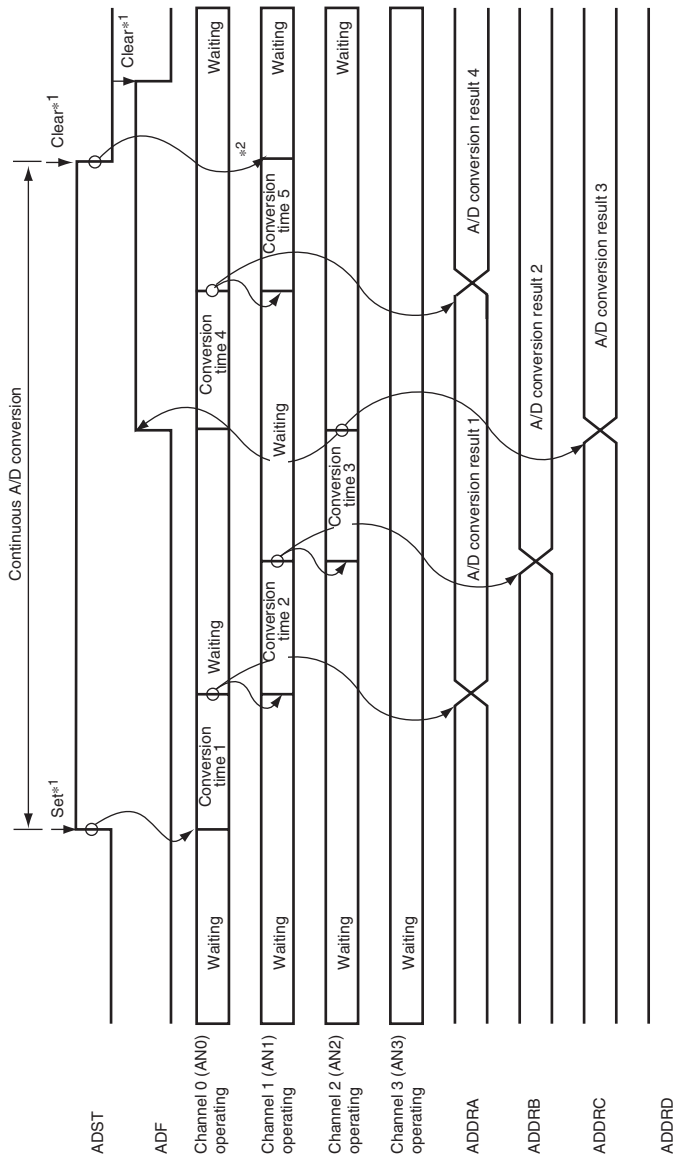 Continuous A/D conversion
Set*1
Clear*1
Clear*1
ADST
ADF
Channel 0 (AN0)
operating
Waiting
Conversion
time 1
Waiting
Conversion
time 4
Waiting
Channel 1 (AN1)
operating
Waiting
Conversion
time 2
Waiting
Conversion
time 5
*2
Waiting
Channel 2 (AN2)
operating
Waiting
Conversion
time 3
Waiting
Channel 3 (AN3)
operating
Waiting
ADDRA
A/D conversion result 1
A/D conversion result 4
ADDRB
A/D conversion result 2
ADDRC
A/D conversion result 3
ADDRD